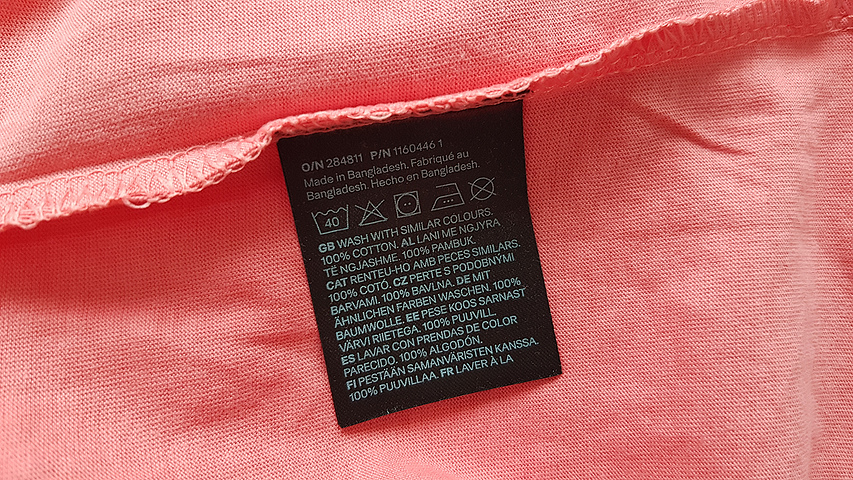 O/N 284811 P/N 1160446 1
Made in Bangladesh. Fabriqué au
Bangladesh. Hecho en Bangladesh.
40
GB WASH WITH SIMILAR COLOURS.
100% COTTON. AL LANI ME NGJYRA
TË NGJASHME. 100% PAMBUK.
CAT RENTEU-HO AMB PECES SIMILARS.
100% COTÓ. CZ PERTE S PODOBNÝMI
BARVAMI. 100% BAVLNA. DE MIT
ÄHNLICHEN FARBEN WASCHEN. 100%
BAUMWOLLE. EE PESE KOOS SARNAST
VÄRVI RIIETEGA. 100% PUUVILL
ES LAVAR CON PRENDAS DE COLOR
PARECIDO. 100% ALGODÓN.
FI PESTÄÄN SAMANVÄRISTEN KANSSA.
100% PUUVILLAA. FR LAVER À LA